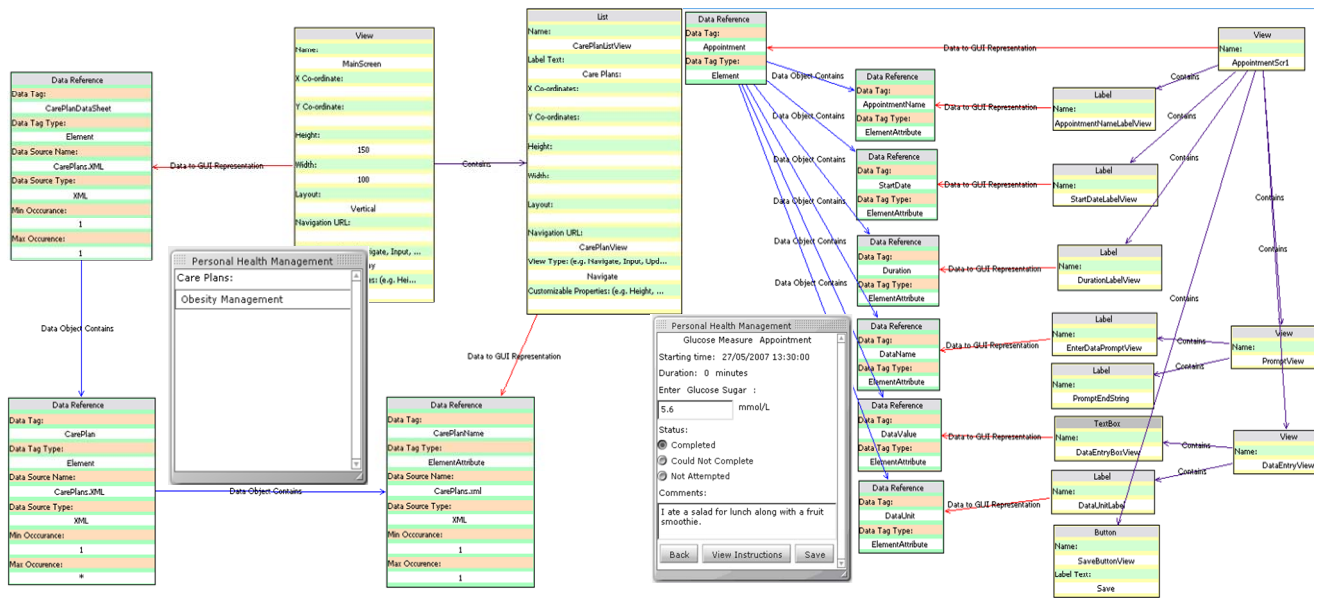 Data Reference
Data Tag:
CarePlanDataSheet
Data Tag Type:
Element
Data Source Name:
CarePlans.XML
Data Source Type:
XML
Min Occcurance:
1
Max Occurence:
1
Data to GUI Representation
View
Name:
MainScreen
X Co-ordinate:
Y Co-ordinate:
Height:
150
Width:
100
Layout:
Vertical
Navigation URL:
igate, Input, ...
as: (e.g. Hei...
Contains
List
Name:
CarePlanListView
Label Text:
Care Plans:
X Co-ordinates:
Y Co-ordinates:
Height:
Width:
Layout:
Navigation URL:
CarePlanView
View Type: (e.g. Navigate, Input, Upd...
Navigate
Customizable Properties: (e.g. Height, ...
Personal Health Management
Care Plans:
Obesity Management
Data Object Contains
Data to GUI Representation
Data Reference
Data Tag:
CarePlan
Data Tag Type:
Element
Data Source Name:
CarePlans.XML
Data Source Type:
XML
Min Occcurance:
1
Max Occurence:
*
Data Object Contains
Data Reference
Data Tag:
CarePlanName
Data Tag Type:
ElementAttribute
Data Source Name:
CarePlans.xml
Data Source Type:
XML
Min Occcurance:
1
Max Occurence:
1
Data Reference
Data Tag:
Appointment
Data Tag Type:
Element
Data to GUI Representation
View
Name:
AppointmentScr1
Data Object Contains
Data Object Contains
Data Object Contains
Data Object Contains
Data Object Contains
Data Reference
Data Tag:
AppointmentName
Data Tag Type:
ElementAttribute
Data to GUI Representation
Label
Name:
AppointmentNameLabelView
Contains
Data Reference
Data Tag:
StartDate
Data Tag Type:
ElementAttribute
Data to GUI Representation
Label
Name:
StartDateLabelView
Contains
Data Reference
Data Tag:
Duration
Data Tag Type:
ElementAttribute
Data to GUI Representation
Label
Name:
DurationLabelView
Contains
Contains
Contains
Data Reference
Data Tag:
DataName
Data Tag Type:
ElementAttribute
Data to GUI Representation
Label
Name:
EnterDataPromptView
Contains
View
Name:
PromptView
Label
Name:
PromptEndString
Contains
Data Reference
Data Tag:
DataValue
Data Tag Type:
ElementAttribute
Data to GUI Representation
TextBox
Name:
DataEntryBoxView
Contains
View
Name:
DataEntryView
Data Reference
Data Tag:
DataUnit
Data Tag Type:
ElementAttribute
Data to GUI Representation
Label
Name:
DataUnitLabel
Contains
Button
Name:
SaveButtonView
Label Text:
Save
Personal Health Management
Glucose Measure Appointment
Starting time: 27/05/2007 13:30:00
Duration: 0 minutes
Enter Glucose Sugar :
5.6 mmol/L
Status:
Completed
Could Not Complete
Not Attempted
Comments:
I ate a salad for lunch along with a fruit
smoothie.
Back View Instructions Save